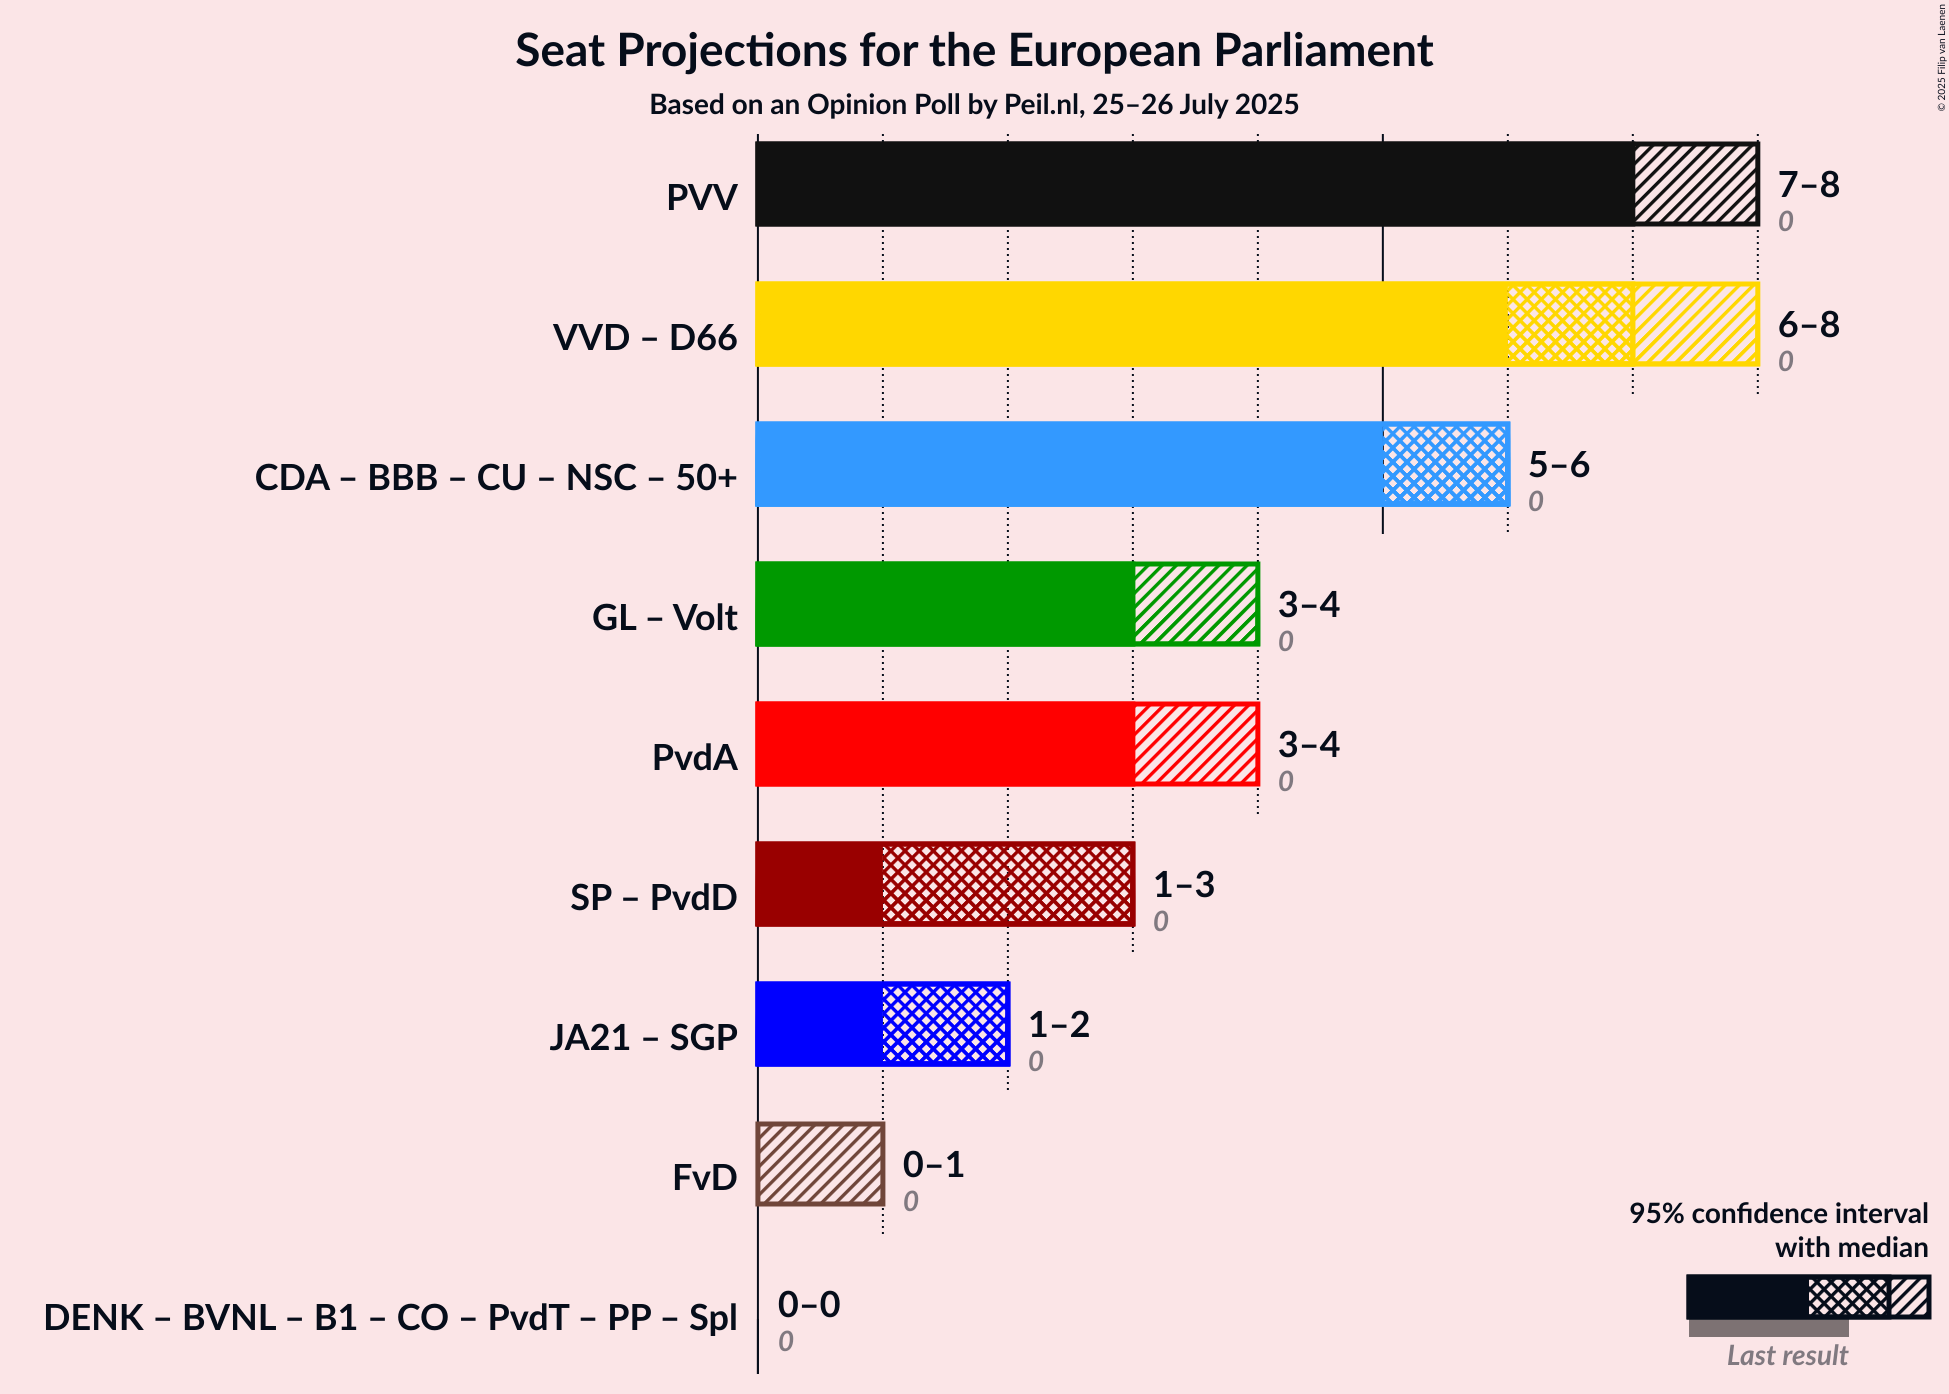 Seat Projections for the European Parliament
Based on an Opinion Poll by Peil.nl, 25–26 July 2025
© 2025 Filip van Laenen
PVV
7–8
0
VVD – D66
6–8
0
CDA – BBB – CU – NSC – 50+
5–6
0
GL – Volt
3–4
0
PvdA
3–4
0
SP – PvdD
1–3
0
JA21 – SGP
1–2
0
FvD
0–1
0
DENK – BVNL – B1 – CO – PvdT – PP – Spl
0–0
0
95% confidence interval
with median
Last result